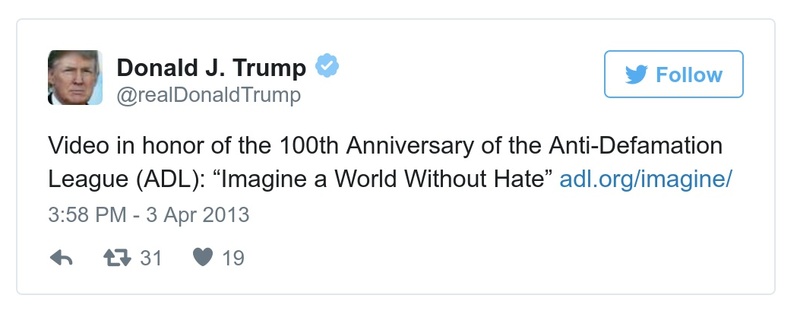 Donald J. Trump
@realDonaldTrump
Follow
Video in honor of the 100th Anniversary of the Anti-Defamation
League (ADL): “Imagine a World Without Hate” adl.org/imagine/
3:58 PM - 3 Apr 2013
31 19